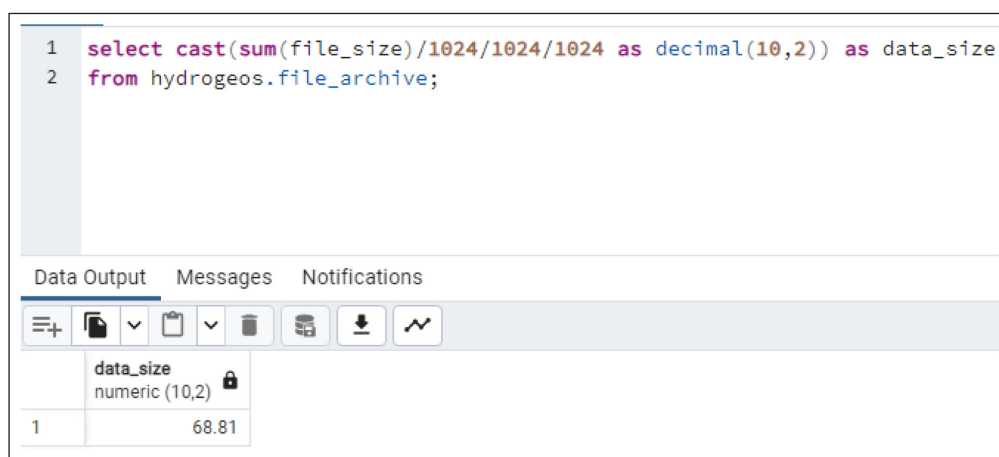 1 select cast(sum(file_size)/1024/1024/1024 as decimal(10,2)) as data_size
2 from hydrogeos.file_archive;
Data Output Messages Notifications
data_size
numeric (10,2)
1 68.81